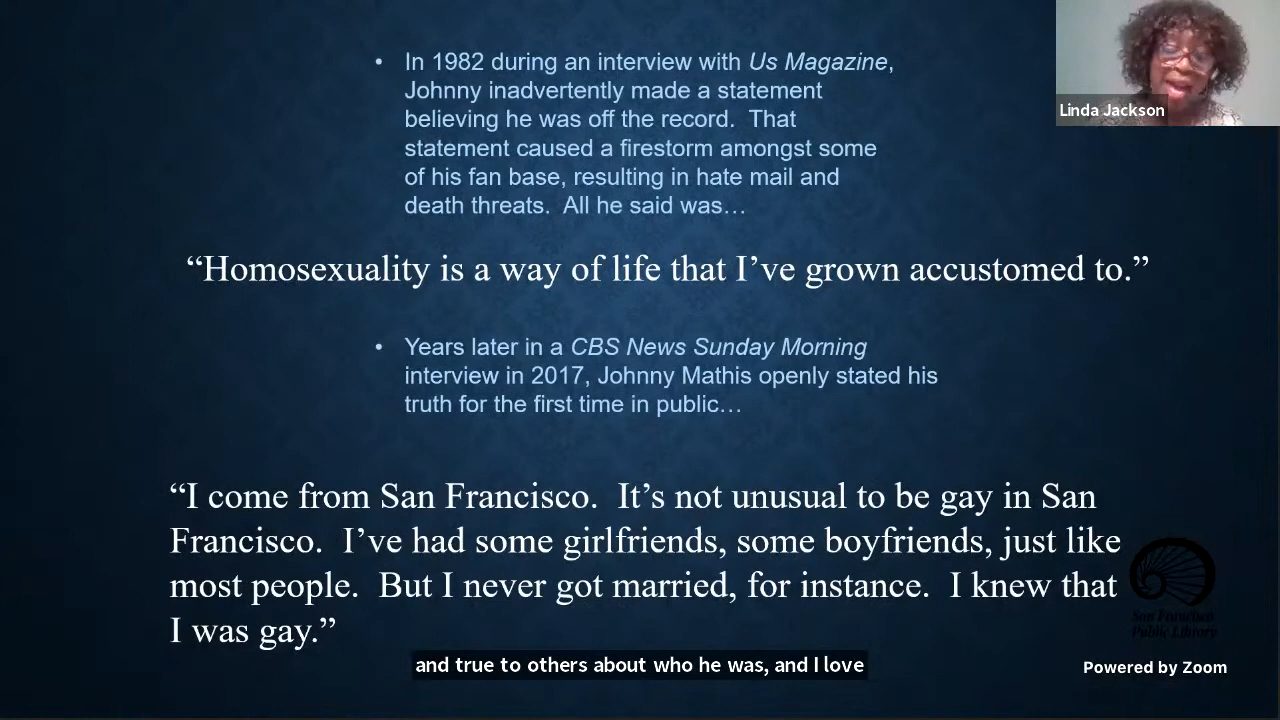 • In 1982 during an interview with Us Magazine,
Johnny inadvertently made a statement
believing he was off the record.  That
statement caused a firestorm amongst some
of his fan base, resulting in hate mail and
death threats.  All he said was…
Linda Jackson
“Homosexuality is a way of life that I’ve grown accustomed to.”
• Years later in a CBS News Sunday Morning
interview in 2017, Johnny Mathis openly stated his
truth for the first time in public…
“I come from San Francisco.  It’s not unusual to be gay in San
Francisco.  I’ve had some girlfriends, some boyfriends, just like
most people.  But I never got married, for instance.  I knew that
I was gay.”
San Francisco
Public Library
and true to others about who he was, and I love
Powered by Zoom